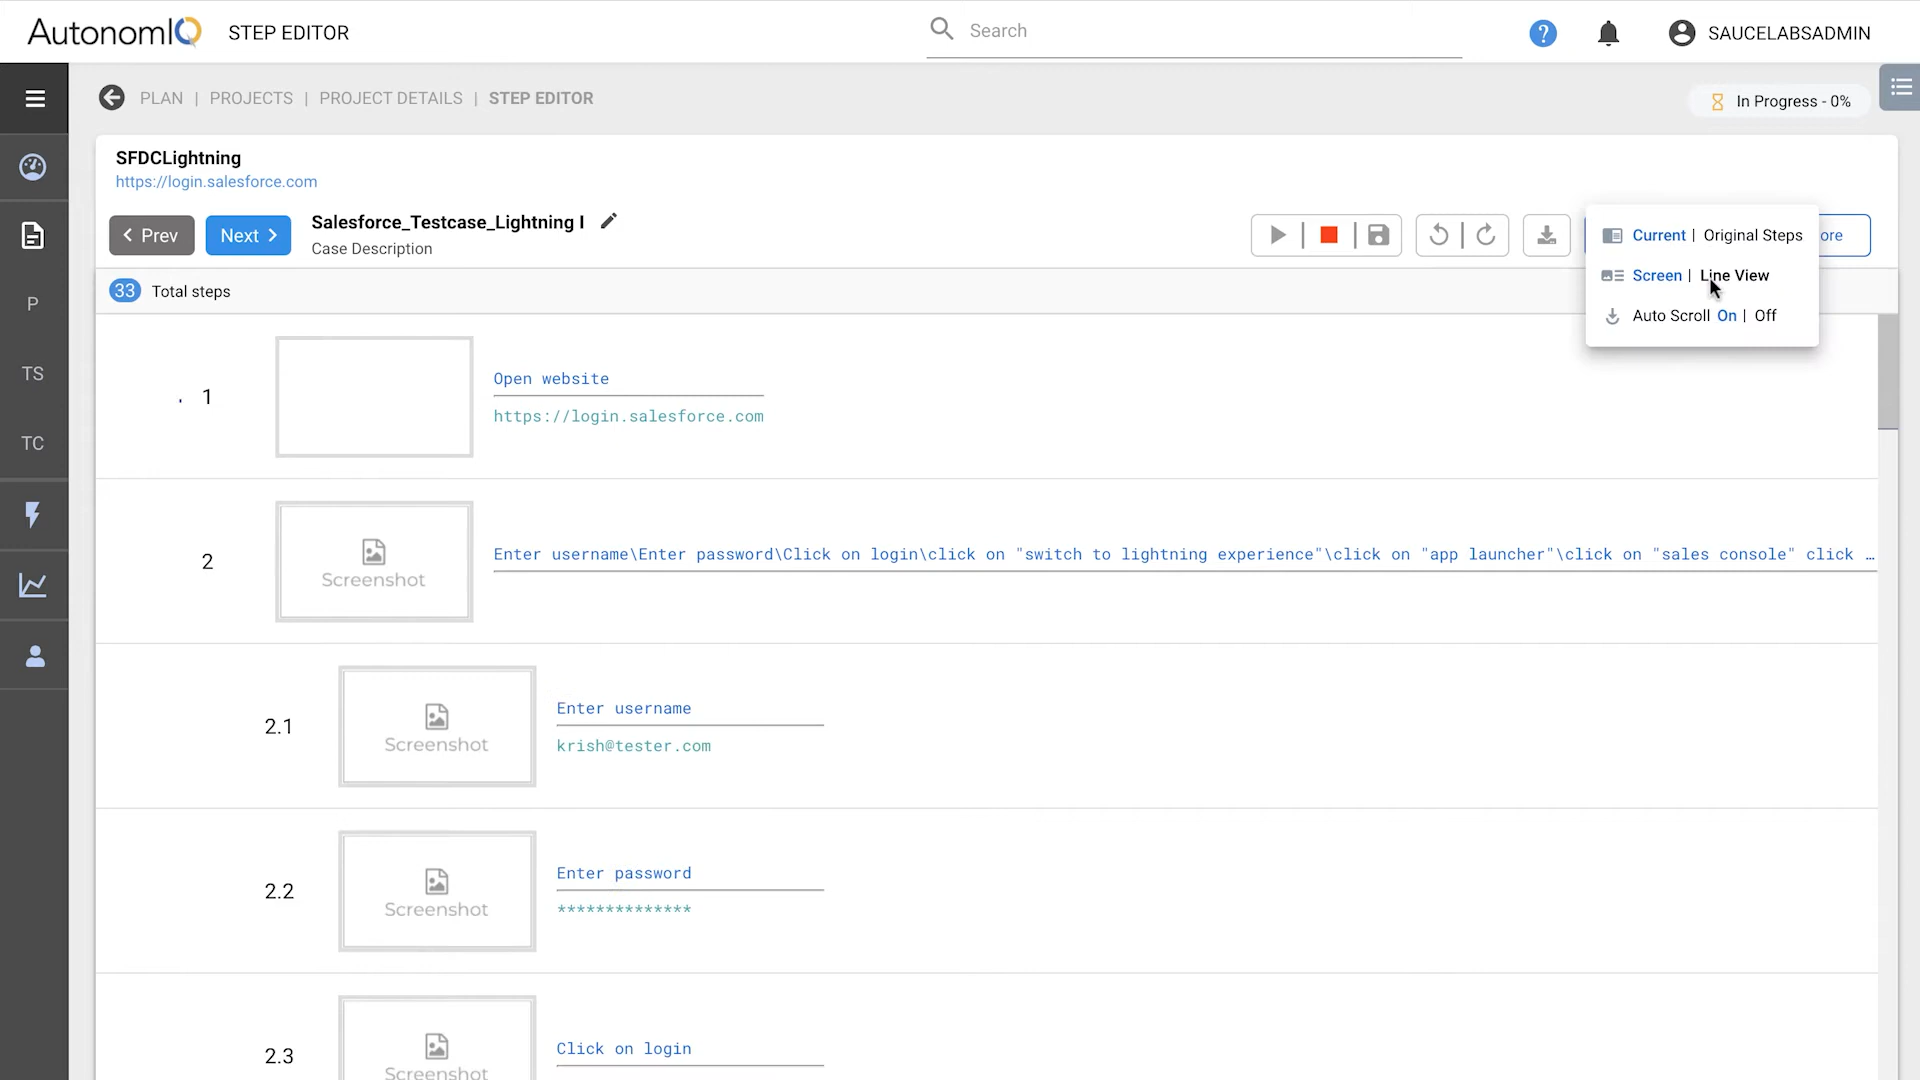 AutonomIQ STEP EDITOR Search ? SAUCELABSADMIN
PLAN | PROJECTS | PROJECT DETAILS | STEP EDITOR
In Progress - 0%
SFDCLightning
https://login.salesforce.com
Prev Next Salesforce_Testcase_Lightning I
Case Description
Current | Original Steps
ore
Screen | Line View
Auto Scroll On | Off
33 Total steps
P
TS
TC
1
Open website
https://login.salesforce.com
2
Screenshot
Enter username\Enter password\Click on login\click on "switch to lightning experience"\click on "app launcher"\click on "sales console" click …
2.1
Screenshot
Enter username
krish@tester.com
2.2
Screenshot
Enter password
**************
2.3
Screenshot
Click on login